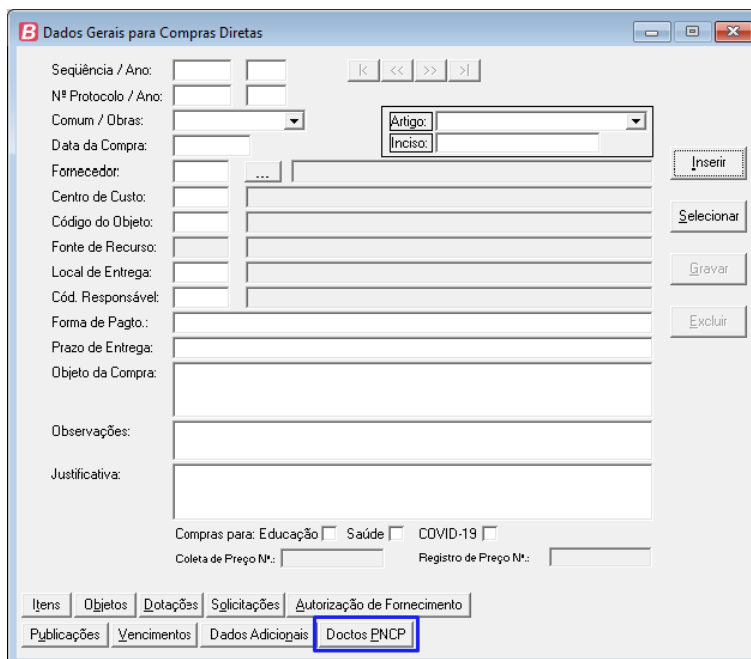 B Dados Gerais para Compras Diretas
Seqüência / Ano:
|< << >> >|
Nº Protocolo / Ano:
Comum / Obras:
Artigo:
Data da Compra:
Inciso:
Fornecedor:
...
Inserir
Centro de Custo:
Código do Objeto:
Selecionar
Fonte de Recurso:
Local de Entrega:
Gravar
Cód. Responsável:
Forma de Pagto.:
Excluir
Prazo de Entrega:
Objeto da Compra:
Observações:
Justificativa:
Compras para: Educação Saúde COVID-19
Coleta de Preço Nº.: Registro de Preço Nº.:
Itens Objetos Dotações Solicitações Autorização de Fornecimento
Publicações Vencimentos Dados Adicionais Doctos PNCP